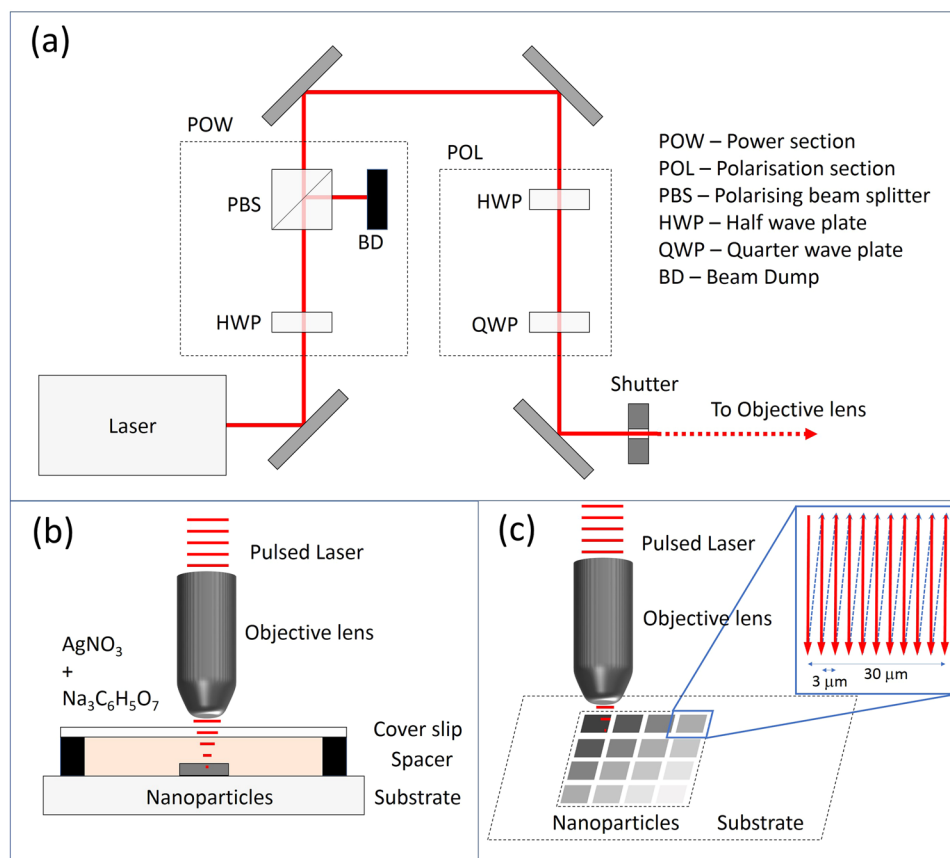 (a)
POW
PBS
BD
HWP
Laser
POL
HWP
QWP
Shutter
To Objective lens
POW – Power section
POL – Polarisation section
PBS – Polarising beam splitter
HWP – Half wave plate
QWP – Quarter wave plate
BD – Beam Dump
(b)
Pulsed Laser
Objective lens
AgNO₃
+
Na₃C₆H₅O₇
Cover slip
Spacer
Nanoparticles
Substrate
(c)
Pulsed Laser
Objective lens
3 μm
30 μm
Nanoparticles
Substrate